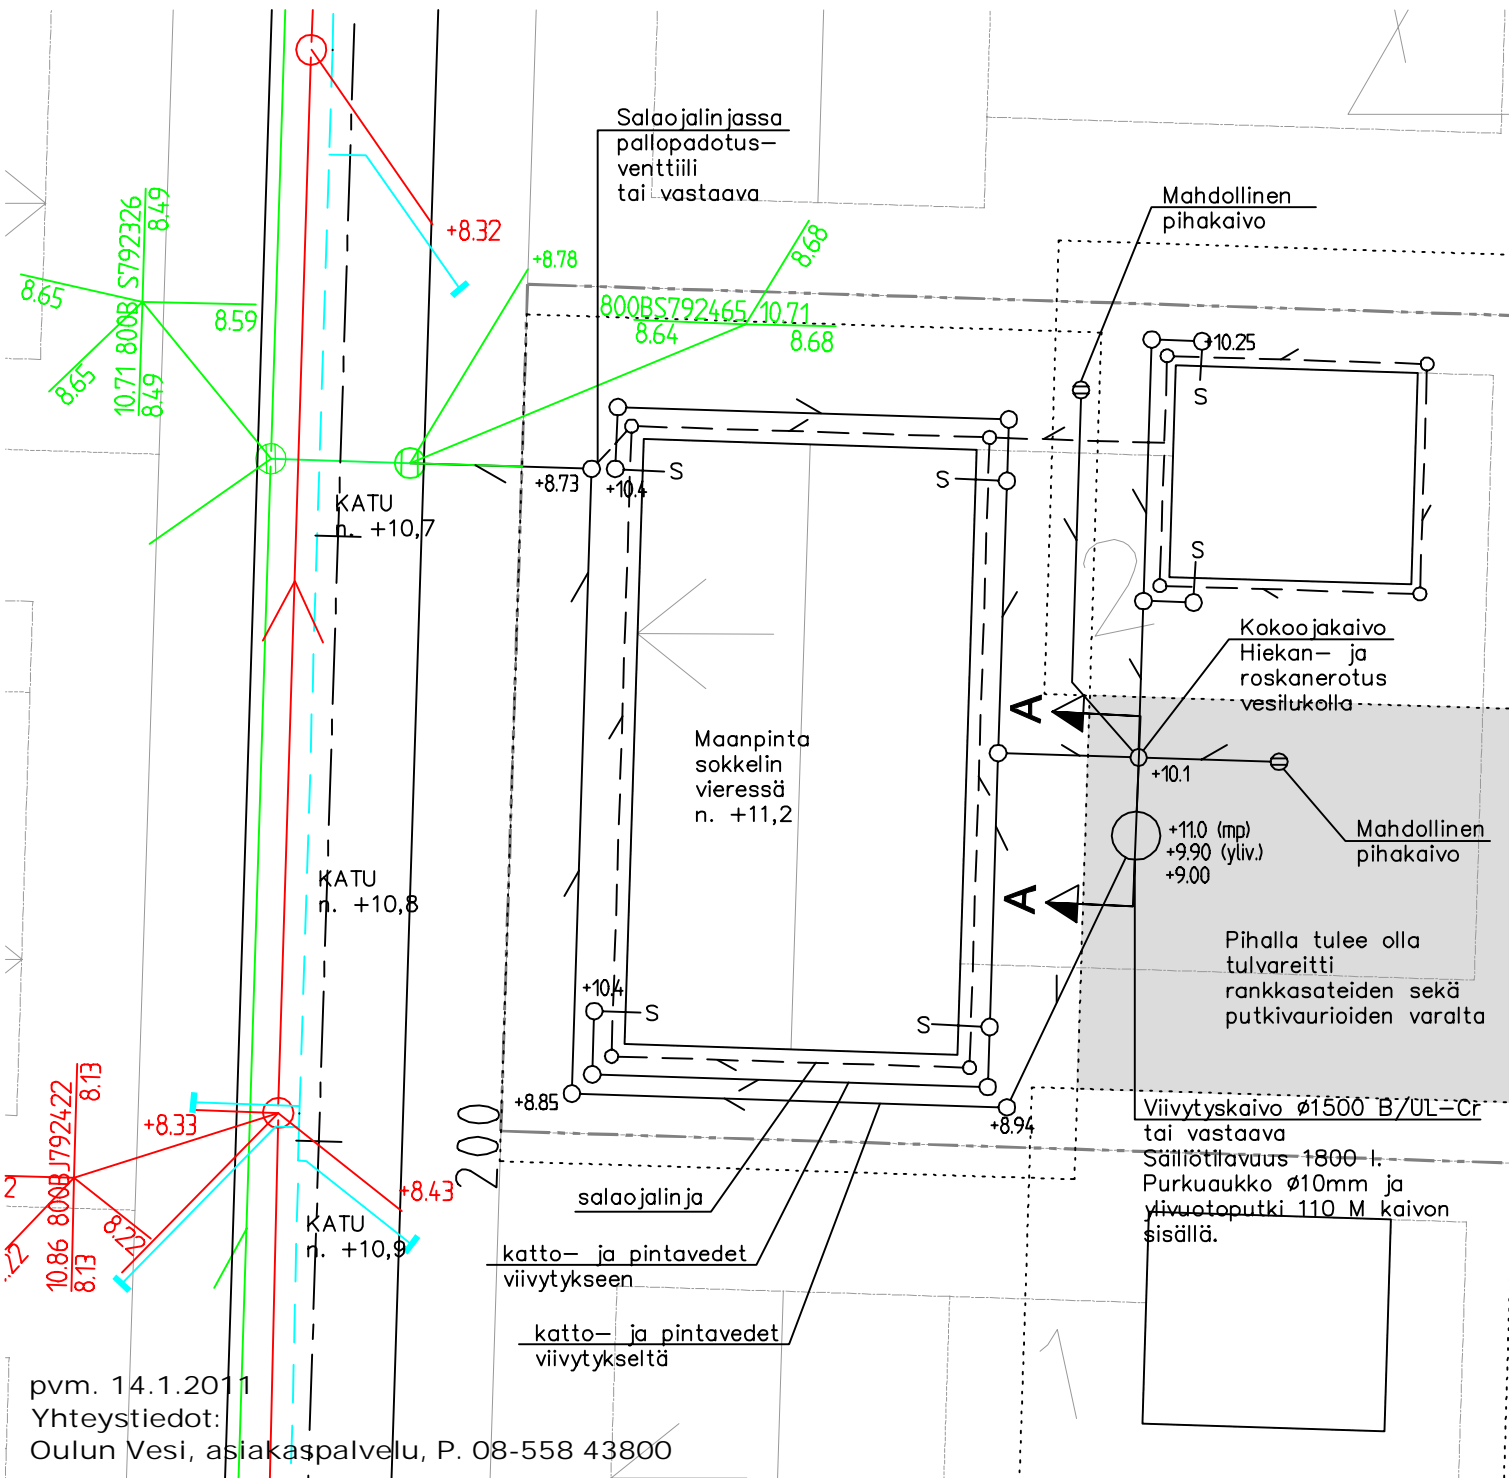 Salaojalinjassa
pallopadotus-
venttiili
tai vastaava
Mahdollinen
pihakaivo
+8.32
+8.78
8.68
800BS792465/10.71
8.64
8.68
10.71 800B S792326
8.49
8.49
8.65
8.59
8.65
+10.25
S
S
+8.73
+10.4
S
S
KATU
n. +10,7
2
Kokoojakaivo
Hiekan- ja
roskanerotus
vesilukolla
A
+10.1
Maanpinta
sokkelin
vieressä
n. +11,2
+11.0 (mp)
+9.90 (yliv.)
+9.00
Mahdollinen
pihakaivo
KATU
n. +10,8
A
Pihalla tulee olla
tulvareitti
rankkasateiden sekä
putkivaurioiden varalta
+10.4
S
S
+8.85
+8.94
200
Viivytyskaivo ø1500 B/UL-Cr
tai vastaava
Säiliötilavuus 1800 l.
Purkuaukko ø10mm ja
ylivuotoputki 110 M kaivon
sisällä.
10.86 800BJ792422
8.13
8.13
+8.33
8.22
+8.43
KATU
n. +10,9
salaojalinja
katto- ja pintavedet
viivytykseen
katto- ja pintavedet
viivytykseltä
1
pvm. 14.1.2011
Yhteystiedot:
Oulun Vesi, asiakaspalvelu, P. 08-558 43800